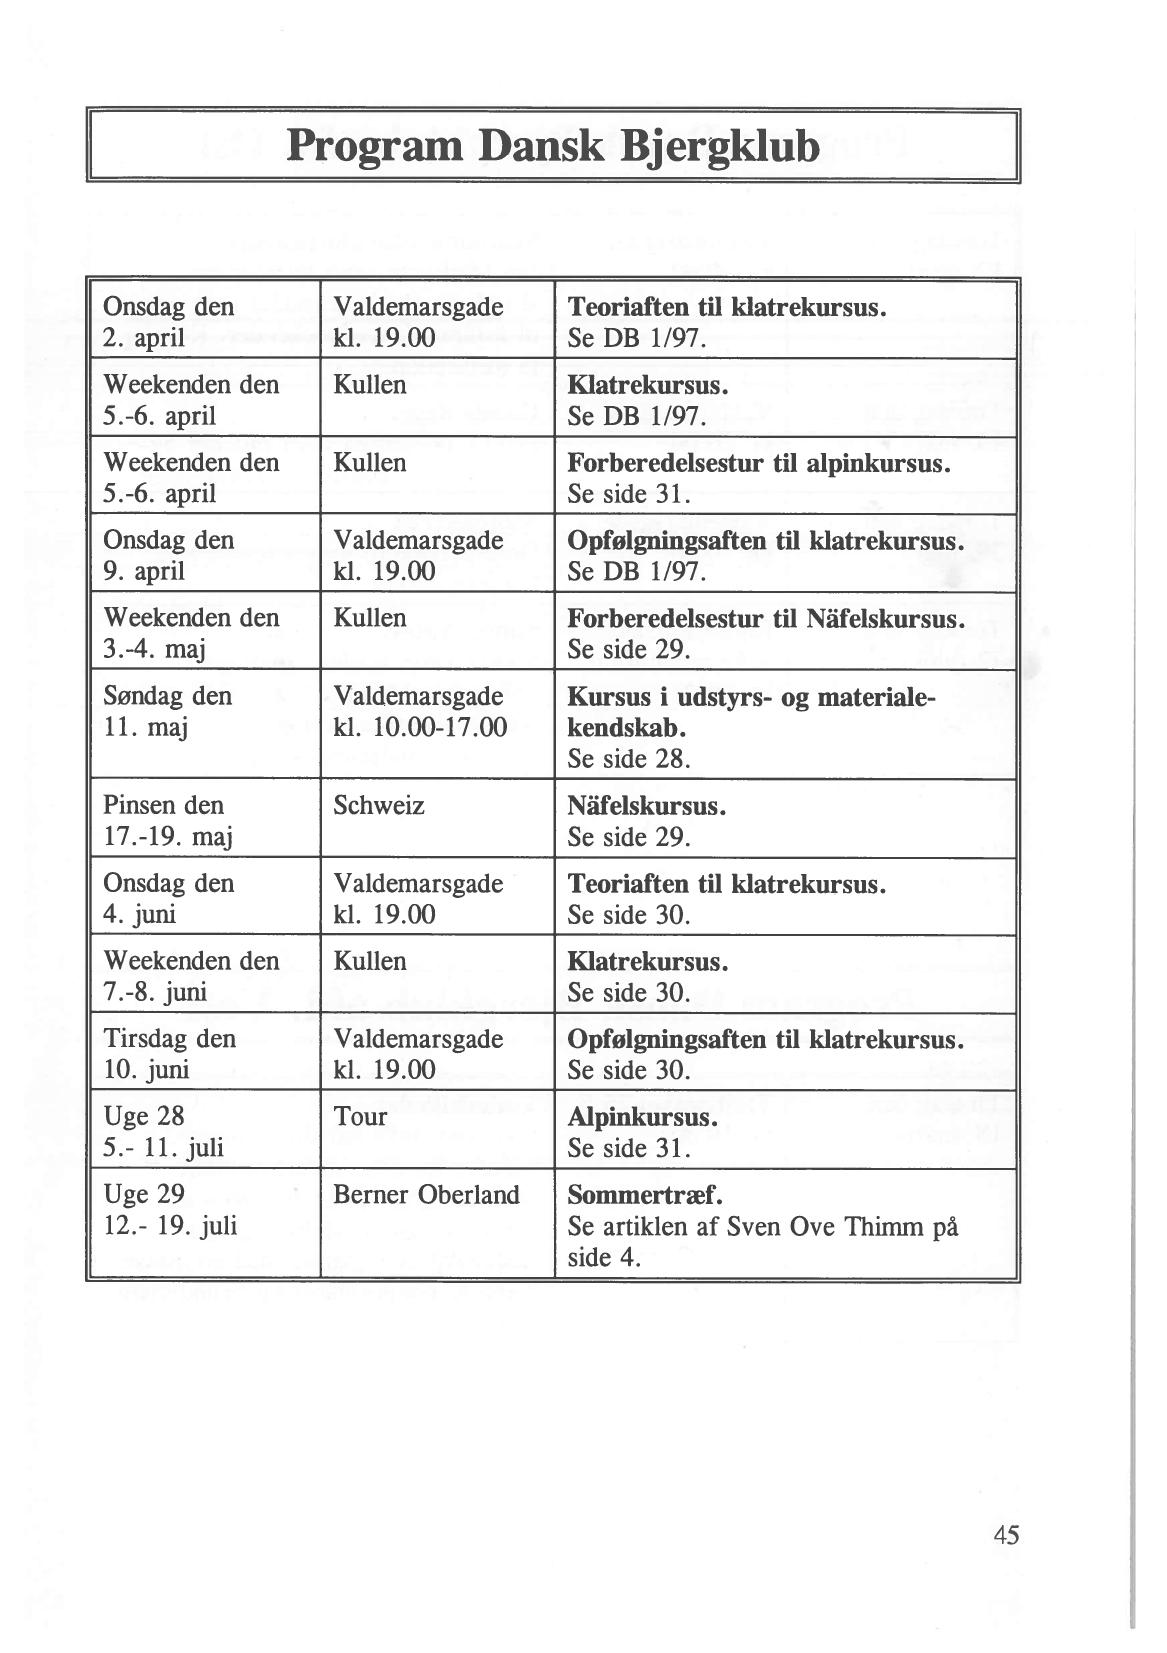 Program Dansk Bjergklub
Onsdag den
2. april
Valdemarsgade
kl. 19.00
Teoriaften til klatrekursus.
Se DB 1/97.
Weekenden den
5.-6. april
Kullen
Klatrekursus.
Se DB 1/97.
Weekenden den
5.-6. april
Kullen
Forberedelsestur til alpinkursus.
Se side 31.
Onsdag den
9. april
Valdemarsgade
kl. 19.00
Opfølgningsaften til klatrekursus.
Se DB 1/97.
Weekenden den
3.-4. maj
Kullen
Forberedelsestur til Näfelskursus.
Se side 29.
Søndag den
11. maj
Valdemarsgade
kl. 10.00-17.00
Kursus i udstyrs- og materiale-
kendskab.
Se side 28.
Pinsen den
17.-19. maj
Schweiz
Näfelskursus.
Se side 29.
Onsdag den
4. juni
Valdemarsgade
kl. 19.00
Teoriaften til klatrekursus.
Se side 30.
Weekenden den
7.-8. juni
Kullen
Klatrekursus.
Se side 30.
Tirsdag den
10. juni
Valdemarsgade
kl. 19.00
Opfølgningsaften til klatrekursus.
Se side 30.
Uge 28
5.- 11. juli
Tour
Alpinkursus.
Se side 31.
Uge 29
12.- 19. juli
Berner Oberland
Sommertræf.
Se artiklen af Sven Ove Thimm på
side 4.
45